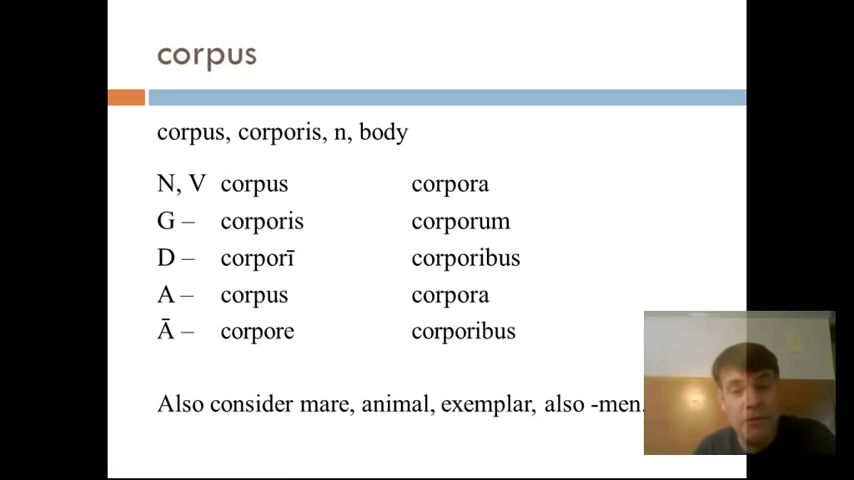 corpus
corpus, corporis, n, body
N, V corpus corpora
G – corporis corporum
D – corporī corporibus
A – corpus corpora
Ā – corpore corporibus
Also consider mare, animal, exemplar, also -men.